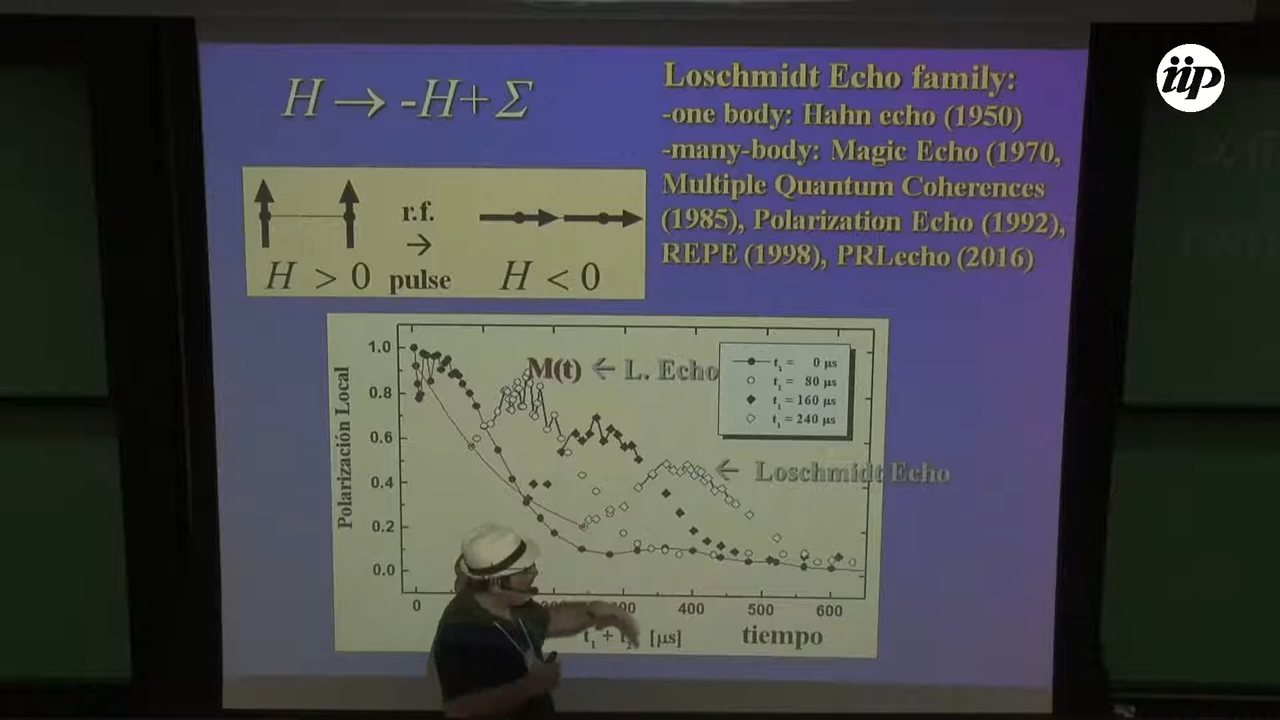 iip
H → -H+ Σ
Loschmidt Echo family:
-one body: Hahn echo (1950)
-many-body: Magic Echo (1970,
Multiple Quantum Coherences
(1985), Polarization Echo (1992),
REPE (1998), PRLecho (2016)
r.f.
→
pulse
H > 0
H < 0
M(t) ← L. Echo
t₁ = 0 μs
t₁ = 80 μs
t₁ = 160 μs
t₁ = 240 μs
← Loschmidt Echo
Polarización Local
1.0
0.8
0.6
0.4
0.2
0.0
0
400
500
600
t₁ + t₂ [μs]
tiempo